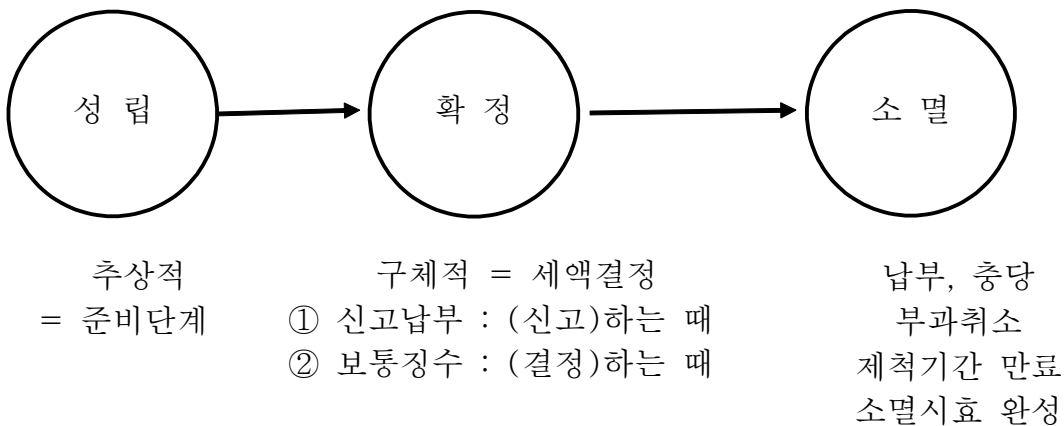 성 립
확 정
소 멸
추상적
= 준비단계
구체적 = 세액결정
① 신고납부 : (신고)하는 때
② 보통징수 : (결정)하는 때
납부, 충당
부과취소
제척기간 만료
소멸시효 완성